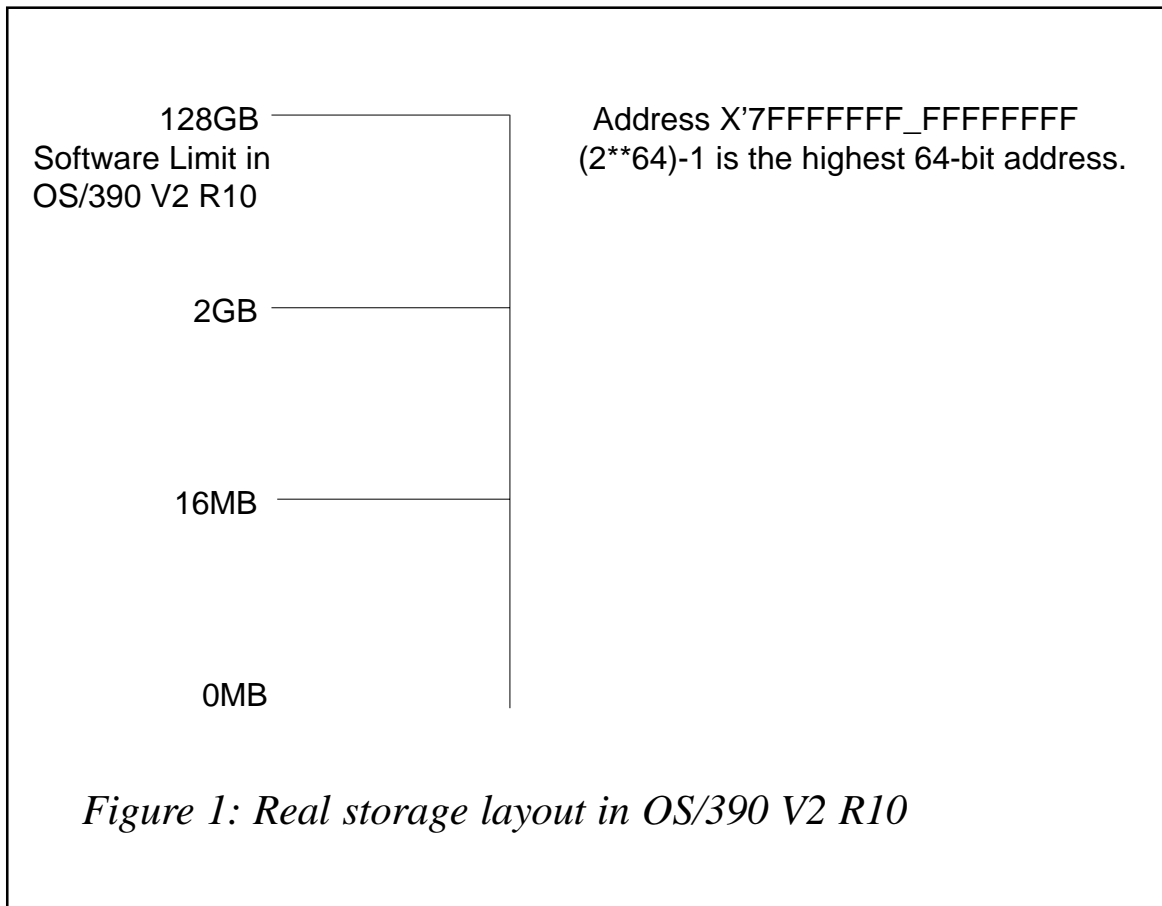 128GB
Software Limit in
OS/390 V2 R10
Address X'7FFFFFFF_FFFFFFFF
(2**64)-1 is the highest 64-bit address.
2GB
16MB
0MB
Figure 1: Real storage layout in OS/390 V2 R10